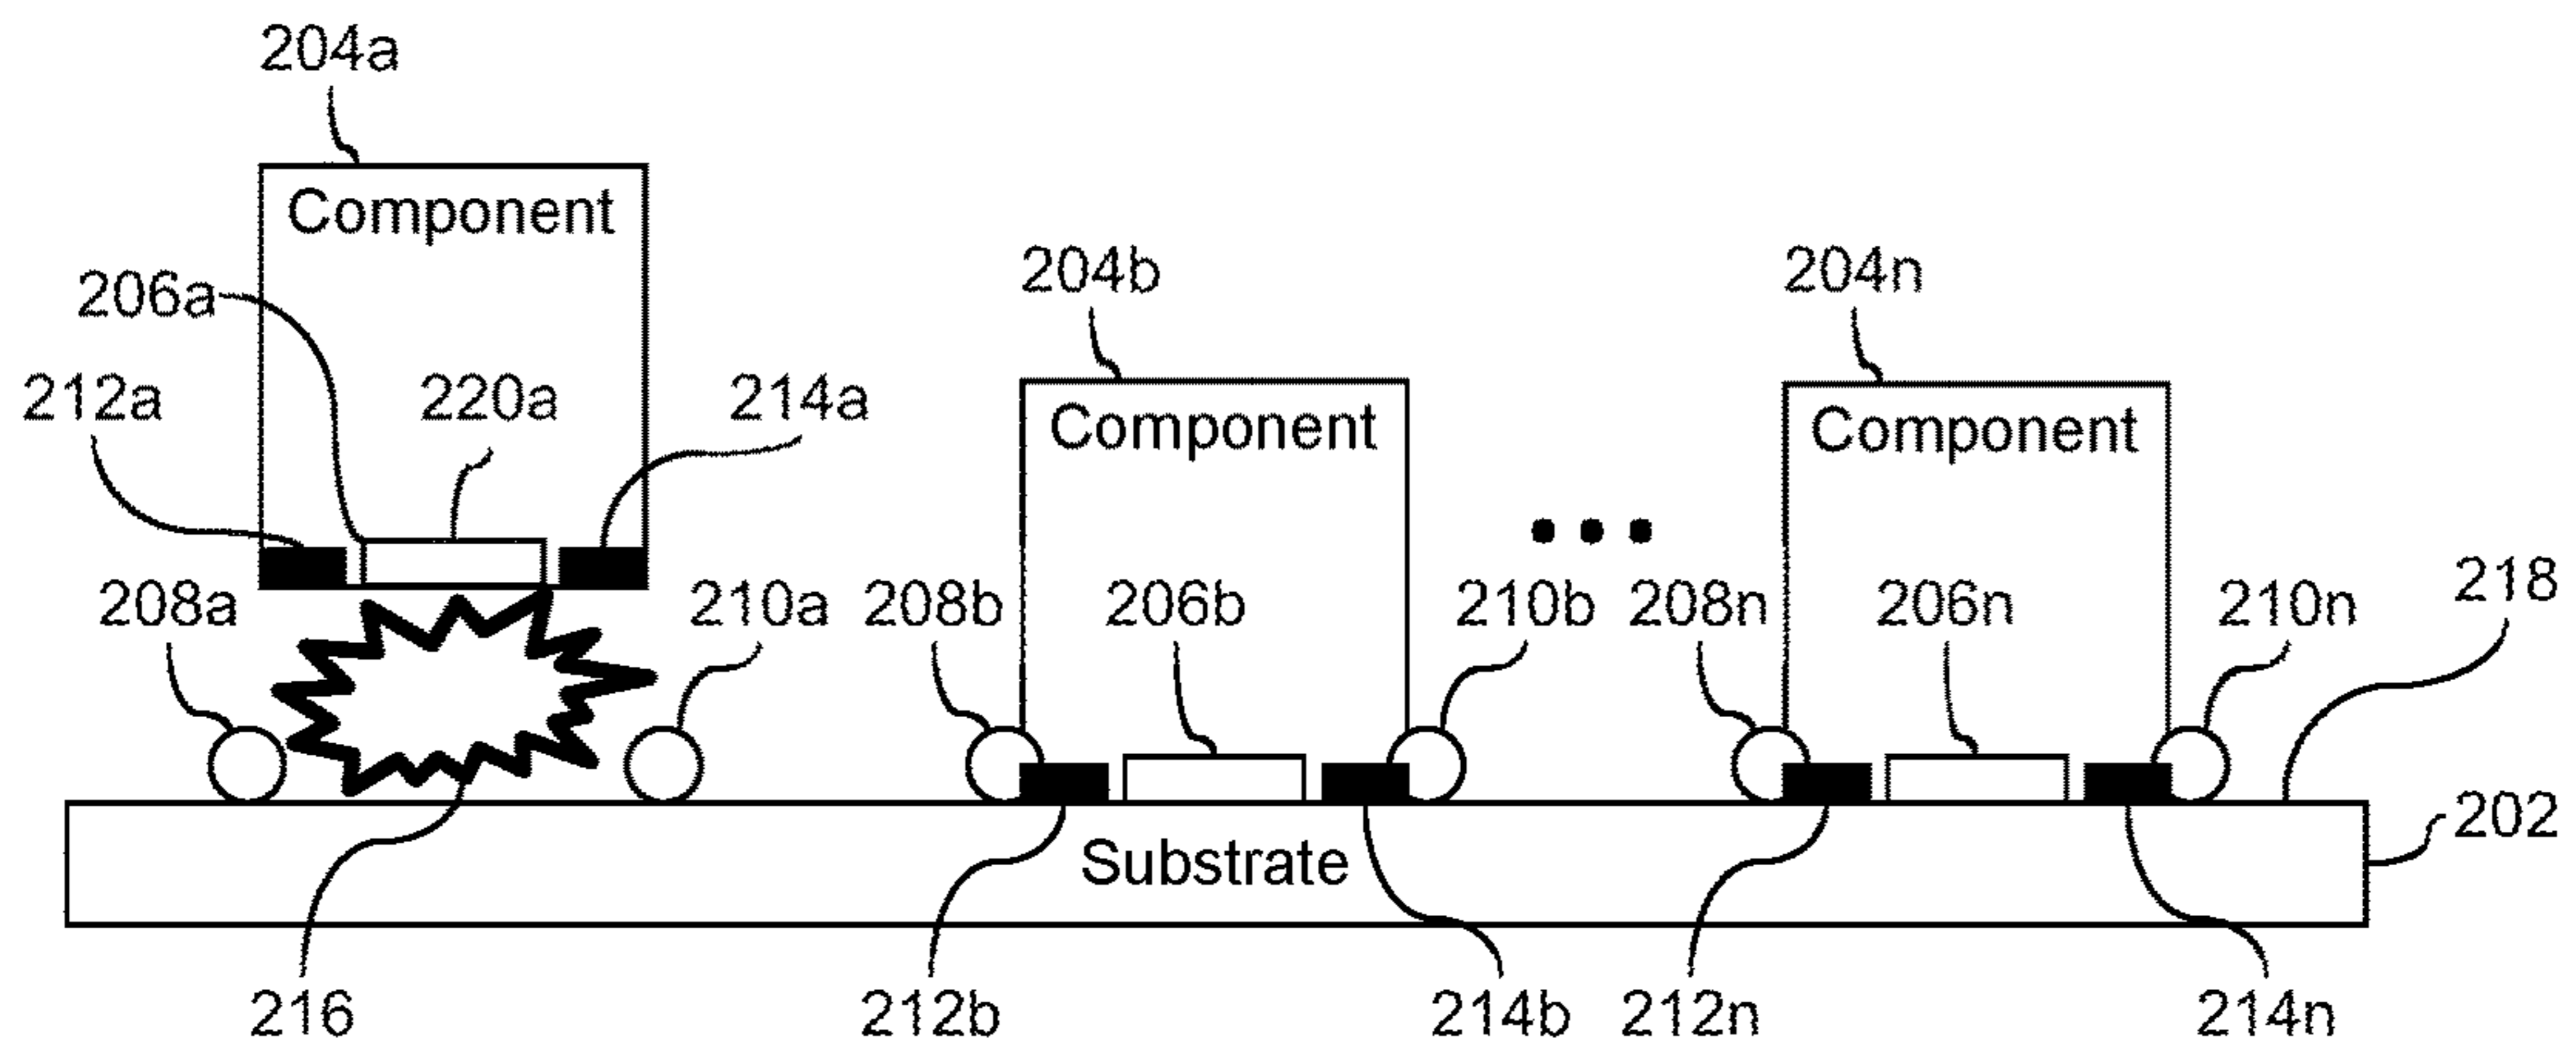 204a
Component
206a
204b
204n
212a
220a
214a
Component
Component
208a
210a
208b
206b
210b
208n
206n
210n
218
202
Substrate
216
212b
214b
212n
214n